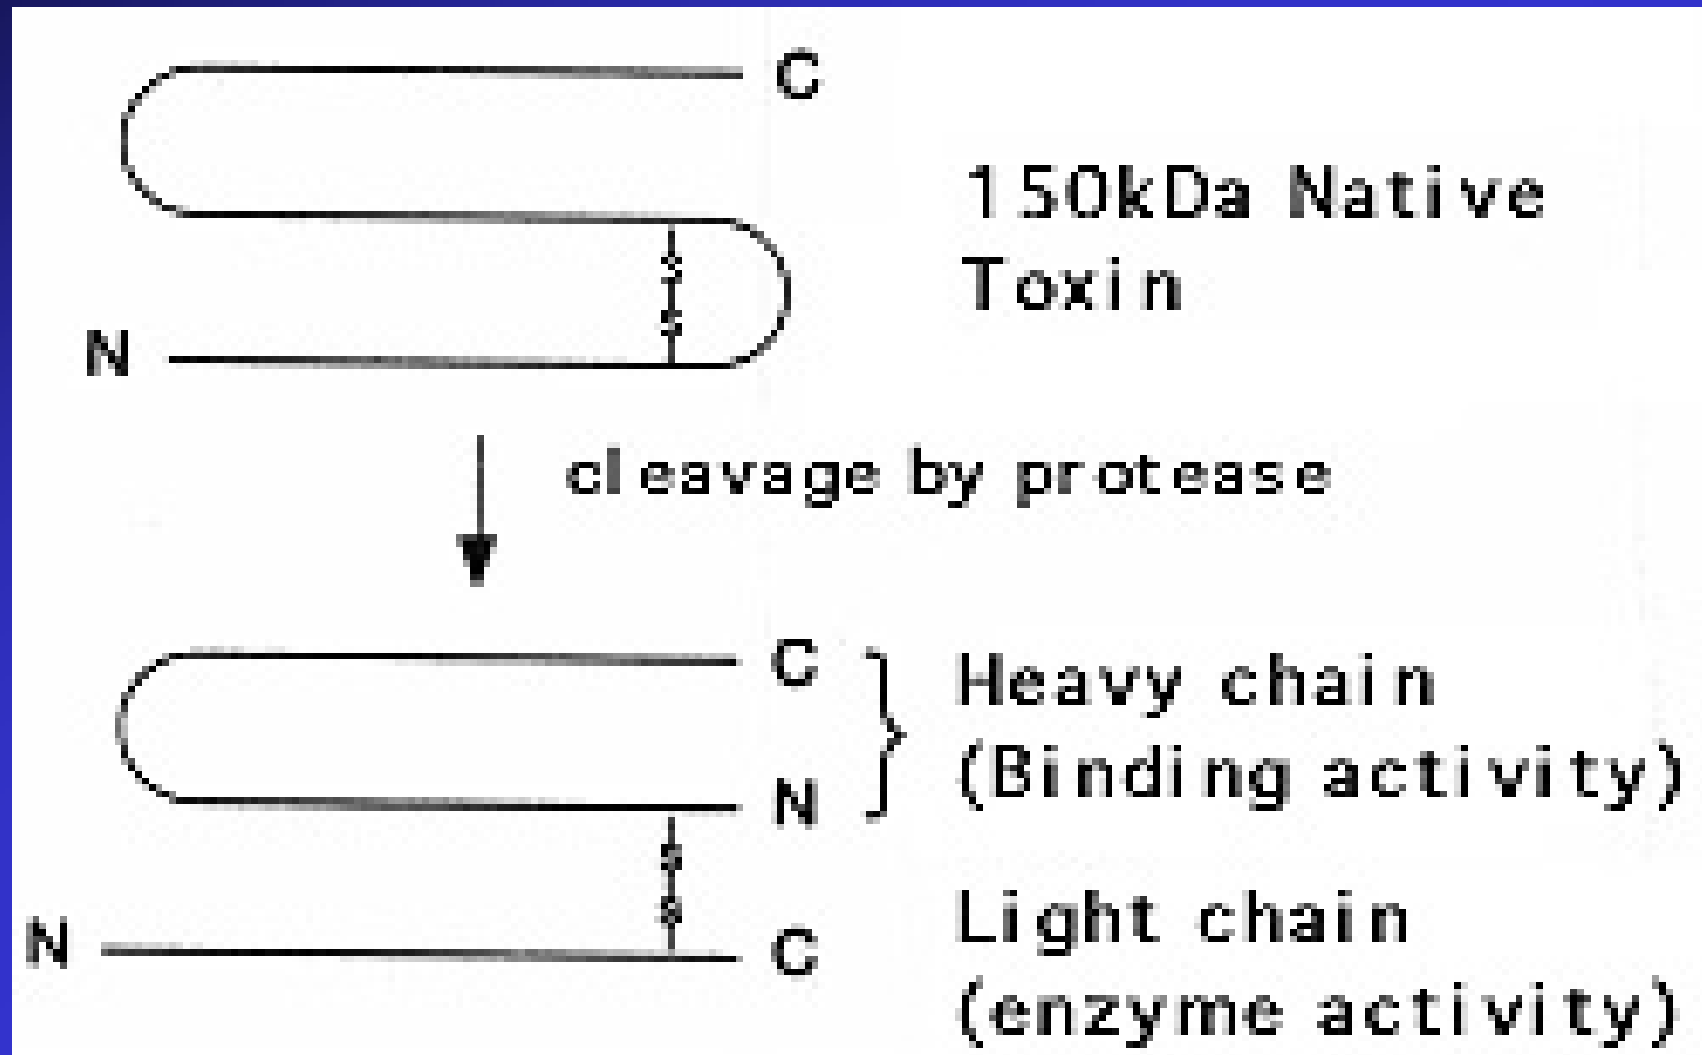 C
150kDa Native
Toxin
S
S
N
cleavage by protease
C
Heavy chain
(Binding activity)
N
S
S
N
C
Light chain
(enzyme activity)